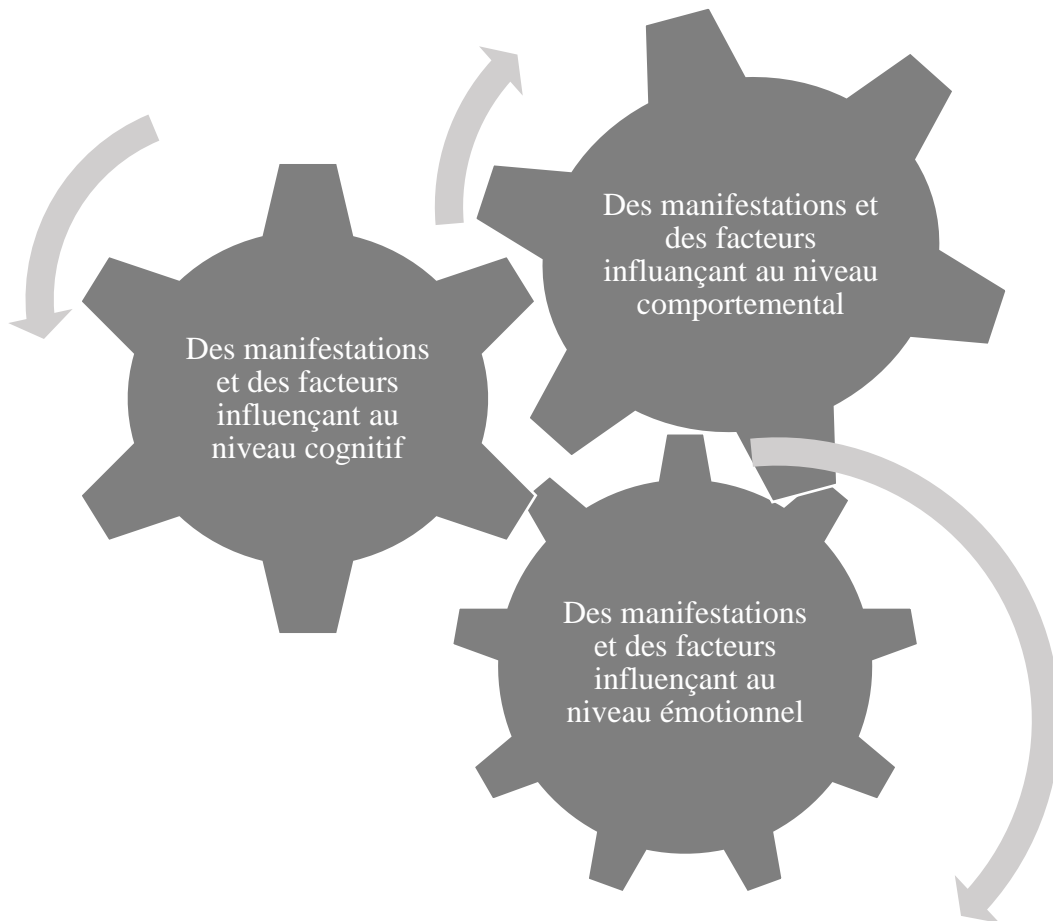 Des manifestations et
des facteurs
influançant au niveau
comportemental
Des manifestations
et des facteurs
influençant au
niveau cognitif
Des manifestations
et des facteurs
influençant au
niveau émotionnel